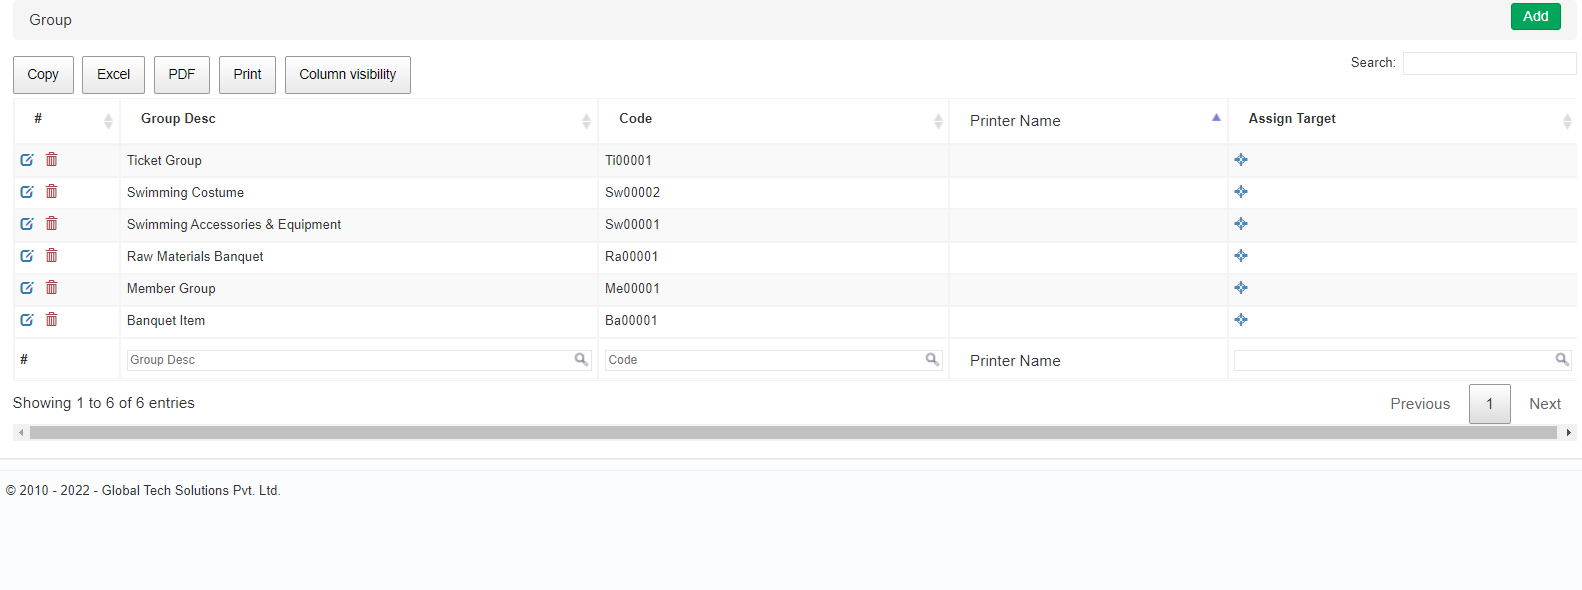 Group Add
Copy Excel PDF Print Column visibility Search:
# Group Desc Code Printer Name Assign Target
Ticket Group Ti00001
Swimming Costume Sw00002
Swimming Accessories & Equipment Sw00001
Raw Materials Banquet Ra00001
Member Group Me00001
Banquet Item Ba00001
# Group Desc Code Printer Name
Showing 1 to 6 of 6 entries Previous 1 Next
© 2010 - 2022 - Global Tech Solutions Pvt. Ltd.